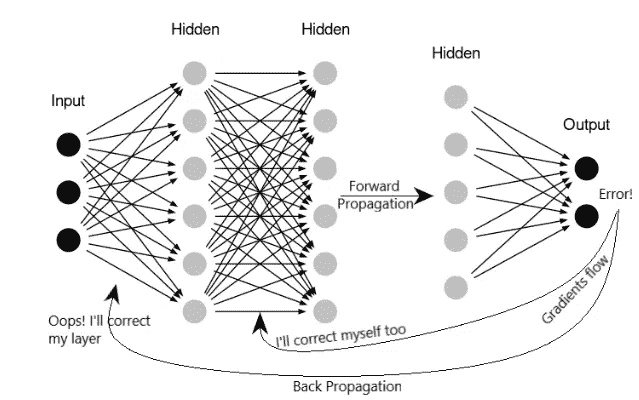 Hidden
Hidden
Hidden
Input
Output
Error!
Forward
Propagation
Gradients flow
Oops! I'll correct
my layer
I'll correct myself too
Back Propagation